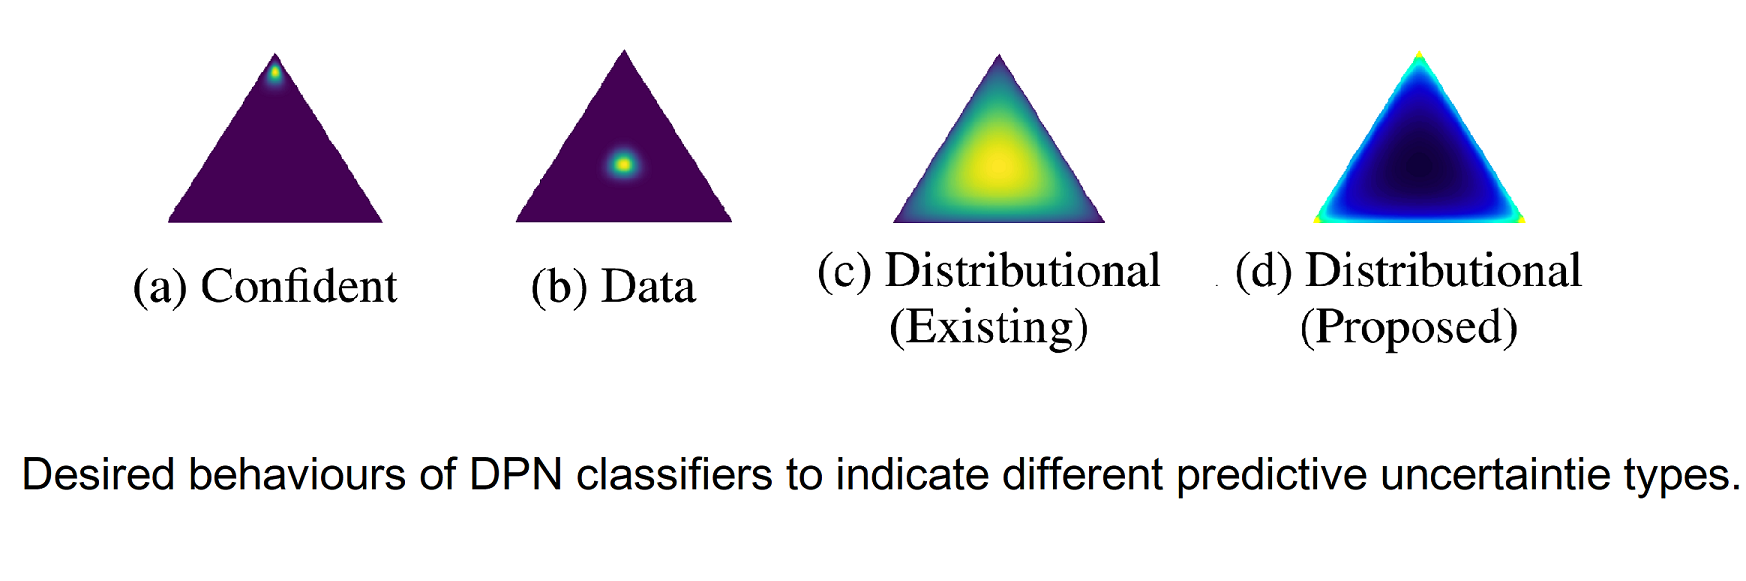 (a) Confident
(b) Data
(c) Distributional
(Existing)
(d) Distributional
(Proposed)
Desired behaviours of DPN classifiers to indicate different predictive uncertaintie types.